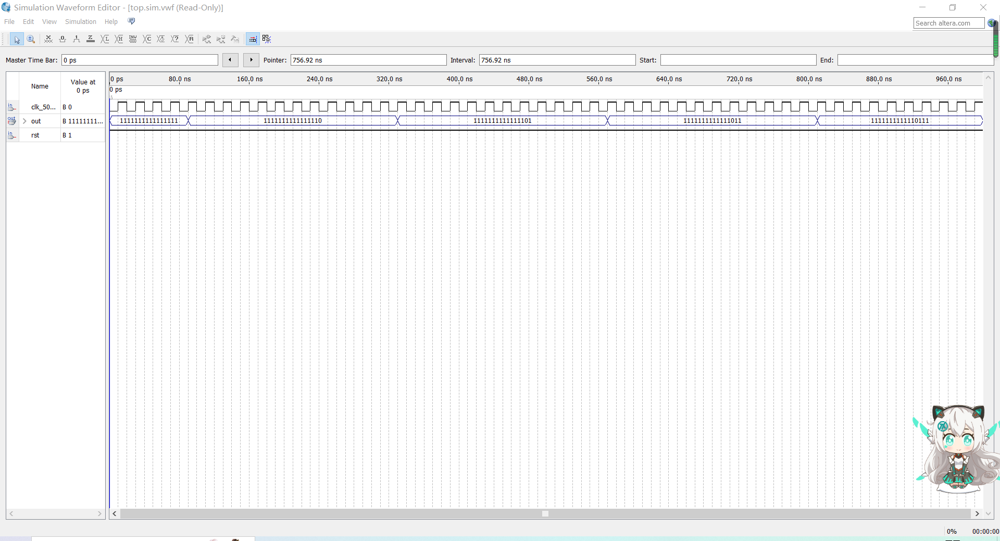 Simulation Waveform Editor - [top.sim.vwf (Read-Only)]
File Edit View Simulation Help
Search altera.com
Master Time Bar: 0 ps Pointer: 756.92 ns Interval: 756.92 ns Start: End:
Name Value at 0 ps
0 ps 80.0 ns 160.0 ns 240.0 ns 320.0 ns 400.0 ns 480.0 ns 560.0 ns 640.0 ns 720.0 ns 800.0 ns 880.0 ns 960.0 ns
0 ps
in clk_50... B 0
out out B 11111111... 1111111111111111 1111111111111110 1111111111111101 1111111111111011 1111111111110111
in rst B 1
0% 00:00:00